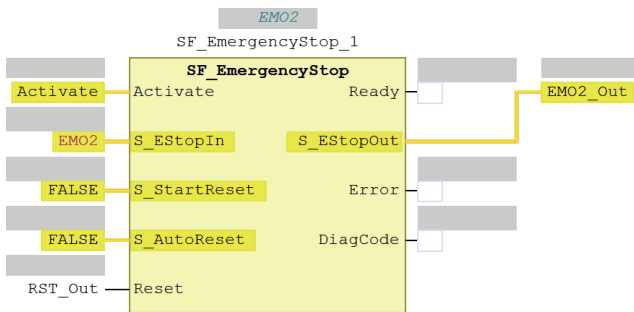 EMO2
SF_EmergencyStop_1
SF_EmergencyStop
Activate Activate Ready EMO2_Out
EMO2 S_EStopIn S_EStopOut
FALSE S_StartReset Error
FALSE S_AutoReset DiagCode
RST_Out Reset